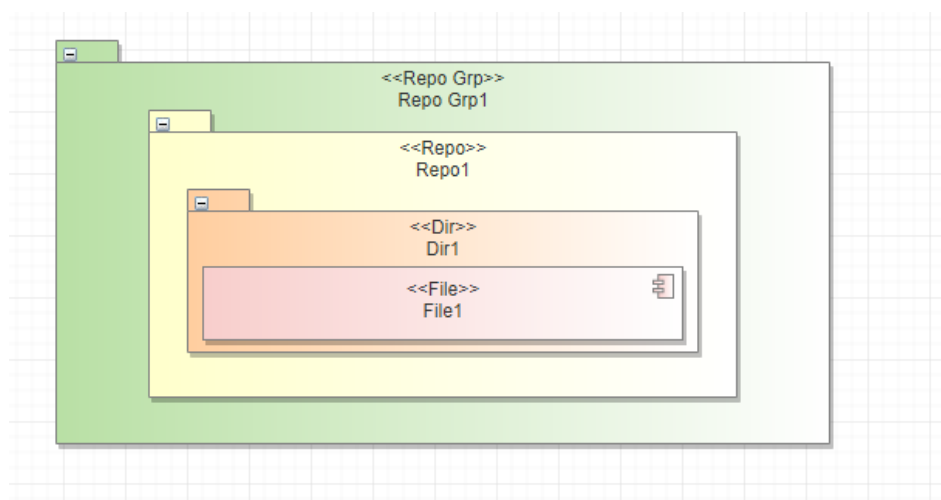 <<Repo Grp>>
Repo Grp1
<<Repo>>
Repo1
<<Dir>>
Dir1
<<File>>
File1